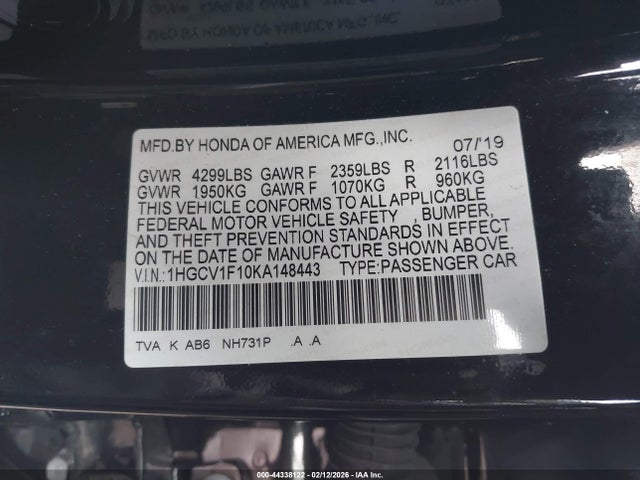 MFD.BY HONDA OF AMERICA MFG.,INC. 07/'19
GVWR 4299LBS GAWR F 2359LBS R 2116LBS
GVWR 1950KG GAWR F 1070KG R 960KG
THIS VEHICLE CONFORMS TO ALL APPLICABLE
FEDERAL MOTOR VEHICLE SAFETY , BUMPER,
AND THEFT PREVENTION STANDARDS IN EFFECT
ON THE DATE OF MANUFACTURE SHOWN ABOVE.
V.I.N.:1HGCV1F10KA148443 TYPE:PASSENGER CAR
TVA K AB6 NH731P .A .A
000-44338122 - 02/12/2026 - IAA Inc.